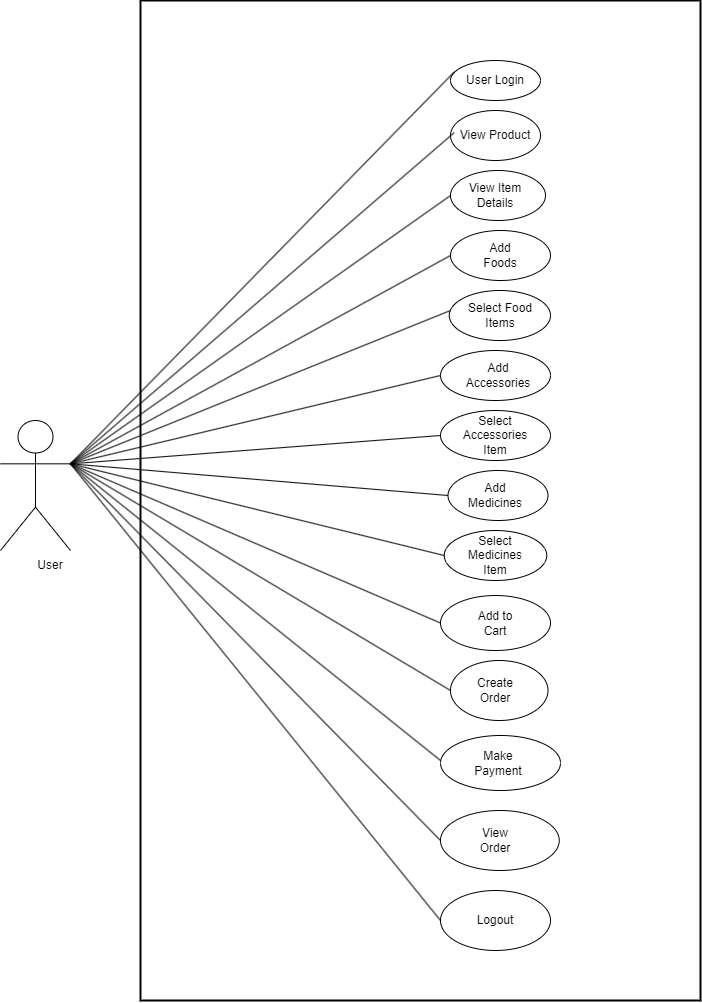 User Login
View Product
View Item
Details
Add
Foods
Select Food
Items
Add
Accessories
Select
Accessories
Item
Add
Medicines
Select
Medicines
Item
User
Add to
Cart
Create
Order
Make
Payment
View
Order
Logout